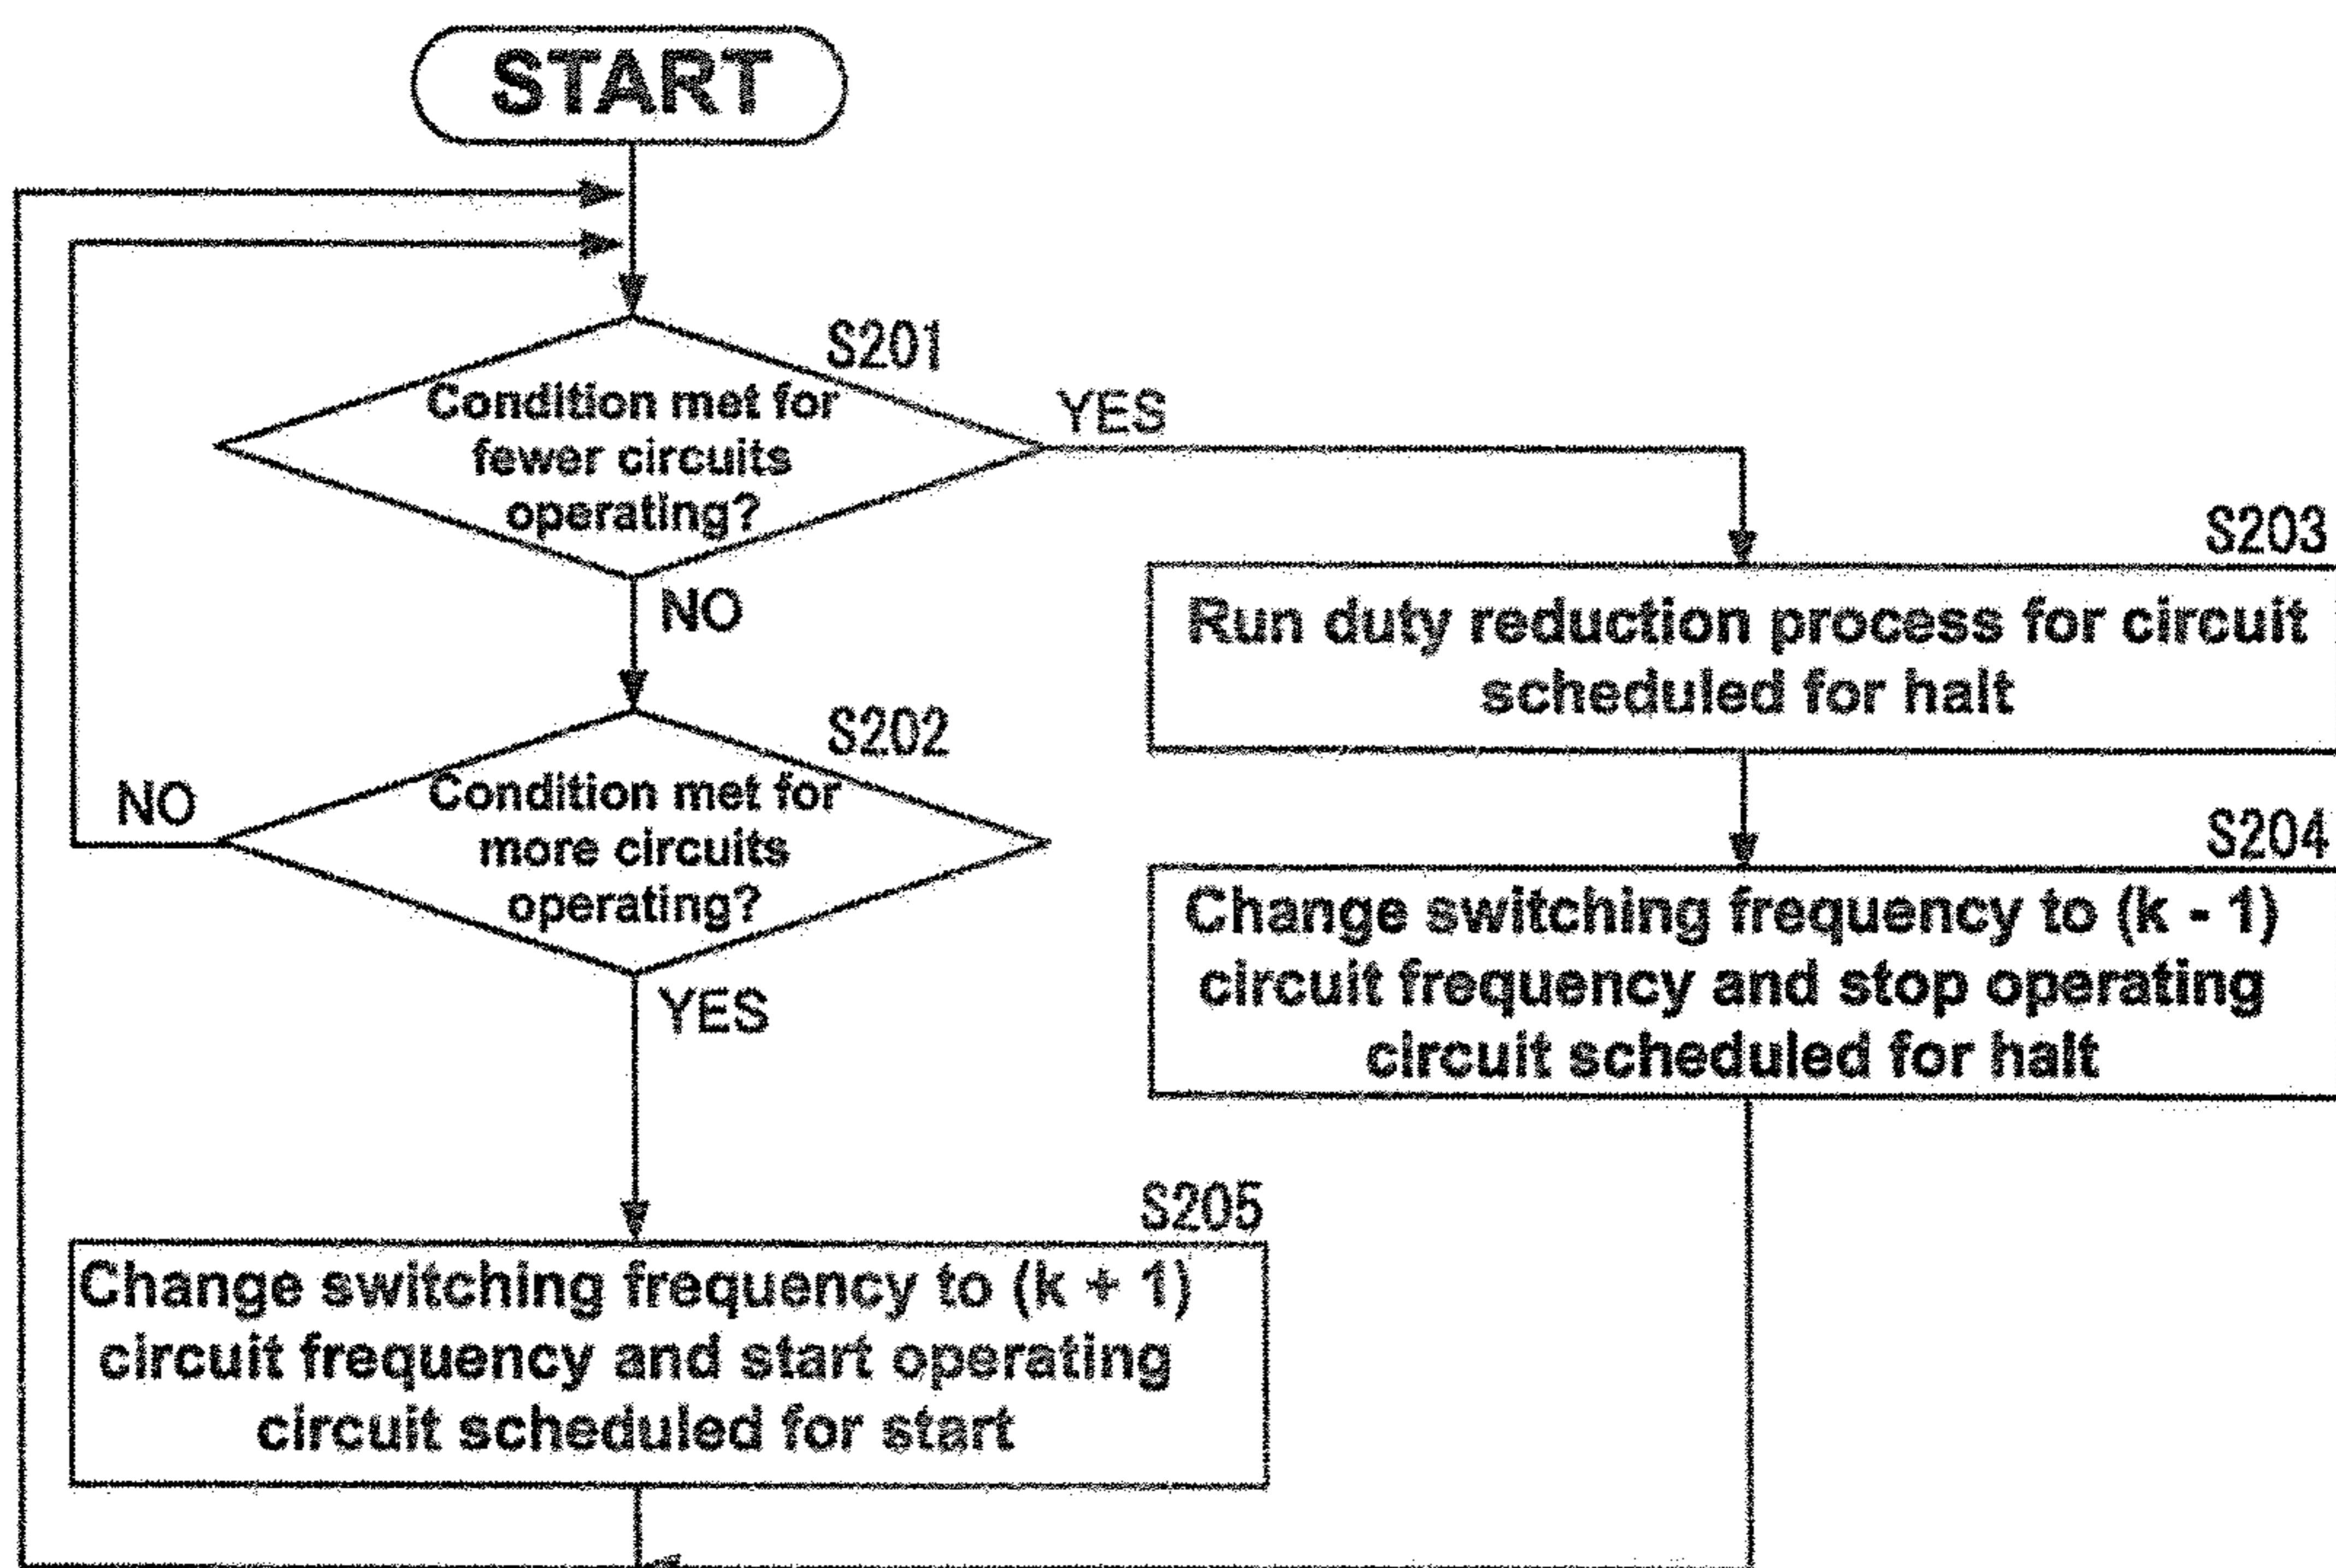 START
S201
Condition met for
fewer circuits
operating?
YES
NO
S202
Condition met for
more circuits
operating?
NO
YES
S203
Run duty reduction process for circuit
scheduled for halt
S204
Change switching frequency to (k - 1)
circuit frequency and stop operating
circuit scheduled for halt
S205
Change switching frequency to (k + 1)
circuit frequency and start operating
circuit scheduled for start